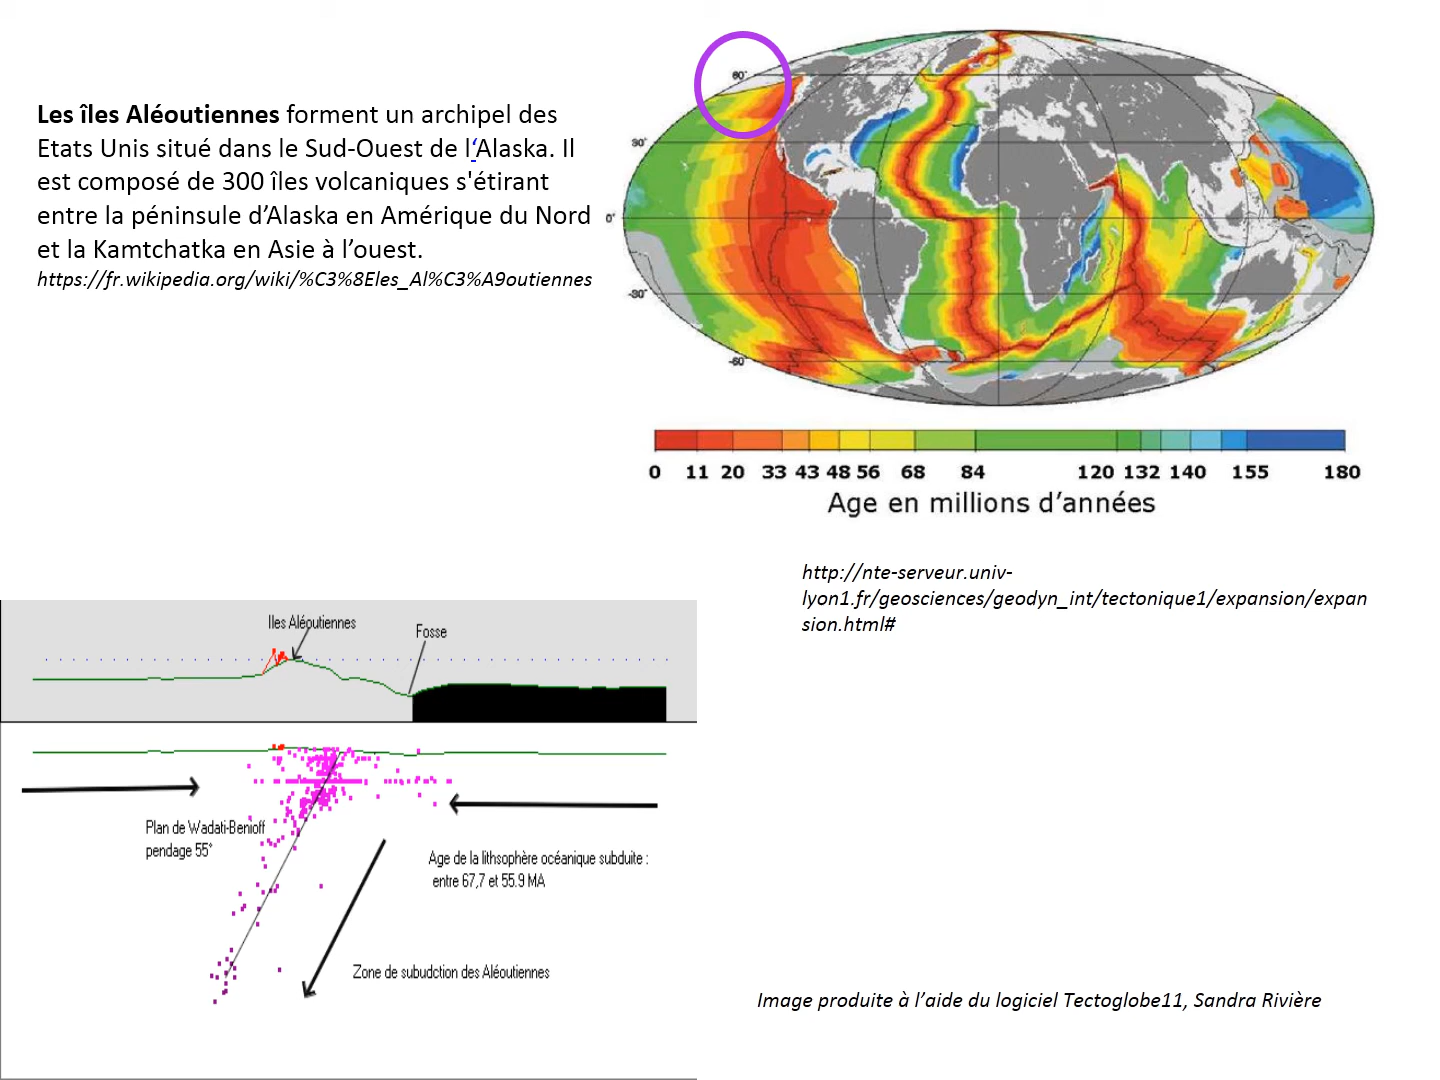 Les îles Aléoutiennes forment un archipel des
Etats Unis situé dans le Sud-Ouest de l‘Alaska. Il
est composé de 300 îles volcaniques s'étirant
entre la péninsule d’Alaska en Amérique du Nord
et la Kamtchatka en Asie à l’ouest.
https://fr.wikipedia.org/wiki/%C3%8Eles_Al%C3%A9outiennes
60°
30°
0°
-30°
-60°
0 11 20 33 43 48 56 68 84 120 132 140 155 180
Age en millions d’années
http://nte-serveur.univ-
lyon1.fr/geosciences/geodyn_int/tectonique1/expansion/expan
sion.html#
Iles Aléoutiennes
Fosse
Plan de Wadati-Benioff
pendage 55°
Age de la lithsophère océanique subduite :
entre 67,7 et 55.9 MA
Zone de subudction des Aléoutiennes
Image produite à l’aide du logiciel Tectoglobe11, Sandra Rivière